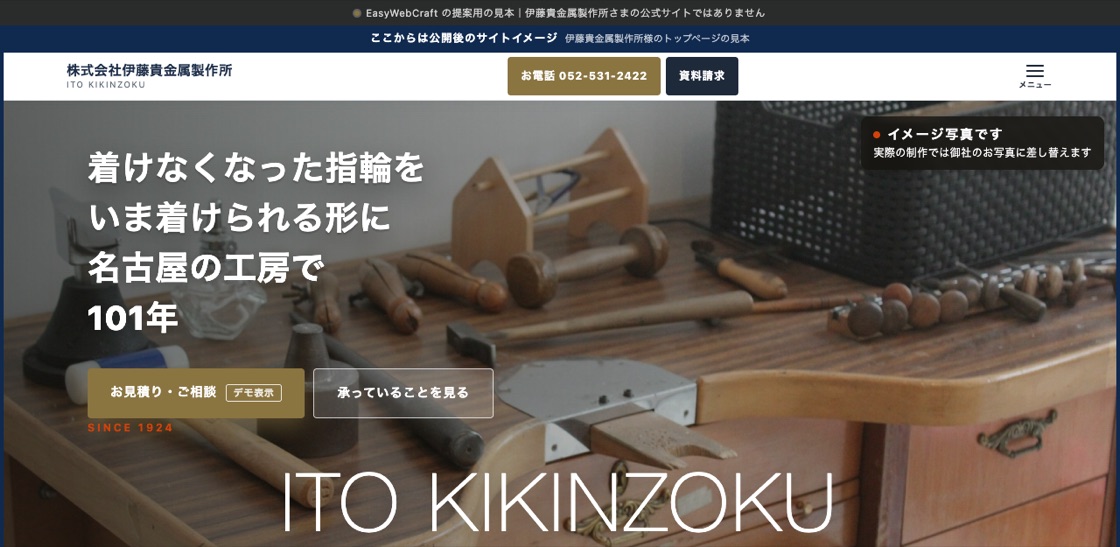 EasyWebCraft の提案用の見本｜伊藤貴金属製作所さまの公式サイトではありません
ここからは公開後のサイトイメージ 伊藤貴金属製作所様のトップページの見本
株式会社伊藤貴金属製作所
ITO KIKINZOKU
お電話 052-531-2422
資料請求
メニュー
イメージ写真です
実際の制作では御社のお写真に差し替えます
着けなくなった指輪を
いま着けられる形に
名古屋の工房で
101年
お見積り・ご相談 デモ表示
承っていることを見る
SINCE 1924
ITO KIKINZOKU